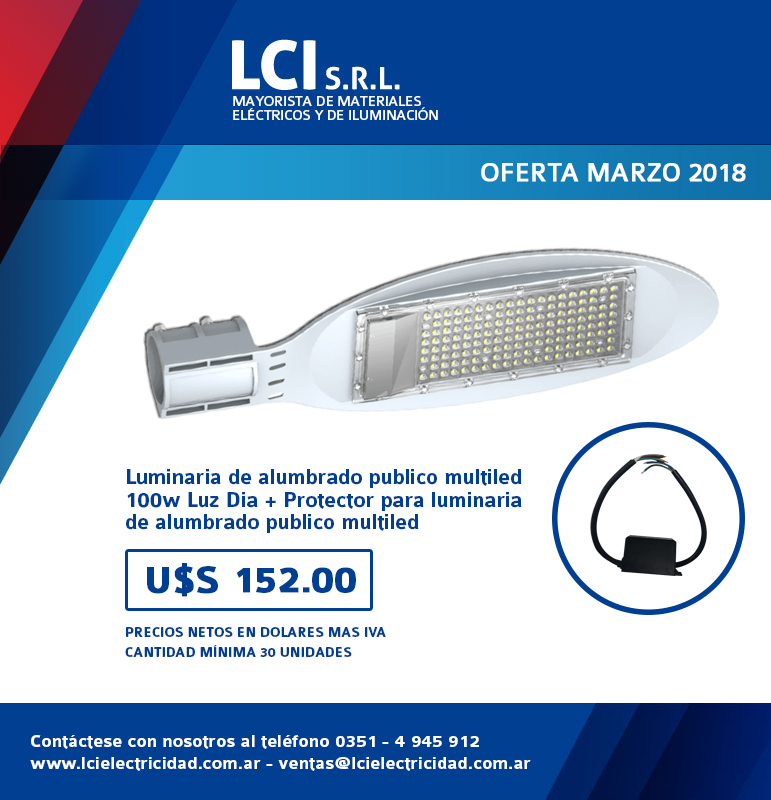 LCI S.R.L.
MAYORISTA DE MATERIALES
ELÉCTRICOS Y DE ILUMINACIÓN
OFERTA MARZO 2018
Luminaria de alumbrado publico multiled
100w Luz Dia + Protector para luminaria
de alumbrado publico multiled
U$S 152.00
PRECIOS NETOS EN DOLARES MAS IVA
CANTIDAD MÍNIMA 30 UNIDADES
Contáctese con nosotros al teléfono 0351 - 4 945 912
www.lcielectricidad.com.ar - ventas@lcielectricidad.com.ar